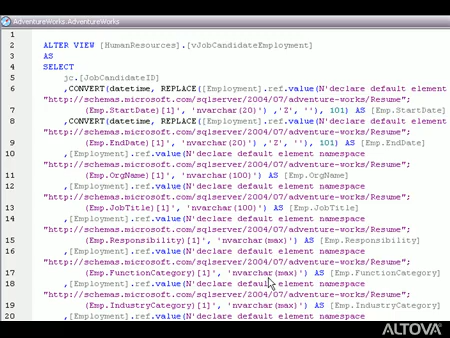 AdventureWorks.AdventureWorks
1
2 ALTER VIEW [HumanResources].[vJobCandidateEmployment]
3 AS
4 SELECT
5 jc.[JobCandidateID]
6 ,CONVERT(datetime, REPLACE([Employment].ref.value(N'declare default element
"http://schemas.microsoft.com/sqlserver/2004/07/adventure-works/Resume";
7 (Emp.StartDate)[1]', 'nvarchar(20)') ,'Z', ''), 101) AS [Emp.StartDate]
8 ,CONVERT(datetime, REPLACE([Employment].ref.value(N'declare default element
"http://schemas.microsoft.com/sqlserver/2004/07/adventure-works/Resume";
9 (Emp.EndDate)[1]', 'nvarchar(20)') ,'Z', ''), 101) AS [Emp.EndDate]
10 ,[Employment].ref.value(N'declare default element namespace
"http://schemas.microsoft.com/sqlserver/2004/07/adventure-works/Resume";
11 (Emp.OrgName)[1]', 'nvarchar(100)') AS [Emp.OrgName]
12 ,[Employment].ref.value(N'declare default element namespace
"http://schemas.microsoft.com/sqlserver/2004/07/adventure-works/Resume";
13 (Emp.JobTitle)[1]', 'nvarchar(100)') AS [Emp.JobTitle]
14 ,[Employment].ref.value(N'declare default element namespace
"http://schemas.microsoft.com/sqlserver/2004/07/adventure-works/Resume";
15 (Emp.Responsibility)[1]', 'nvarchar(max)') AS [Emp.Responsibility]
16 ,[Employment].ref.value(N'declare default element namespace
"http://schemas.microsoft.com/sqlserver/2004/07/adventure-works/Resume";
17 (Emp.FunctionCategory)[1]', 'nvarchar(max)') AS [Emp.FunctionCategory]
18 ,[Employment].ref.value(N'declare default element namespace
"http://schemas.microsoft.com/sqlserver/2004/07/adventure-works/Resume";
19 (Emp.IndustryCategory)[1]', 'nvarchar(max)') AS [Emp.IndustryCategory]
20 ,[Employment].ref.value(N'declare default element namespace
ALTOVA®